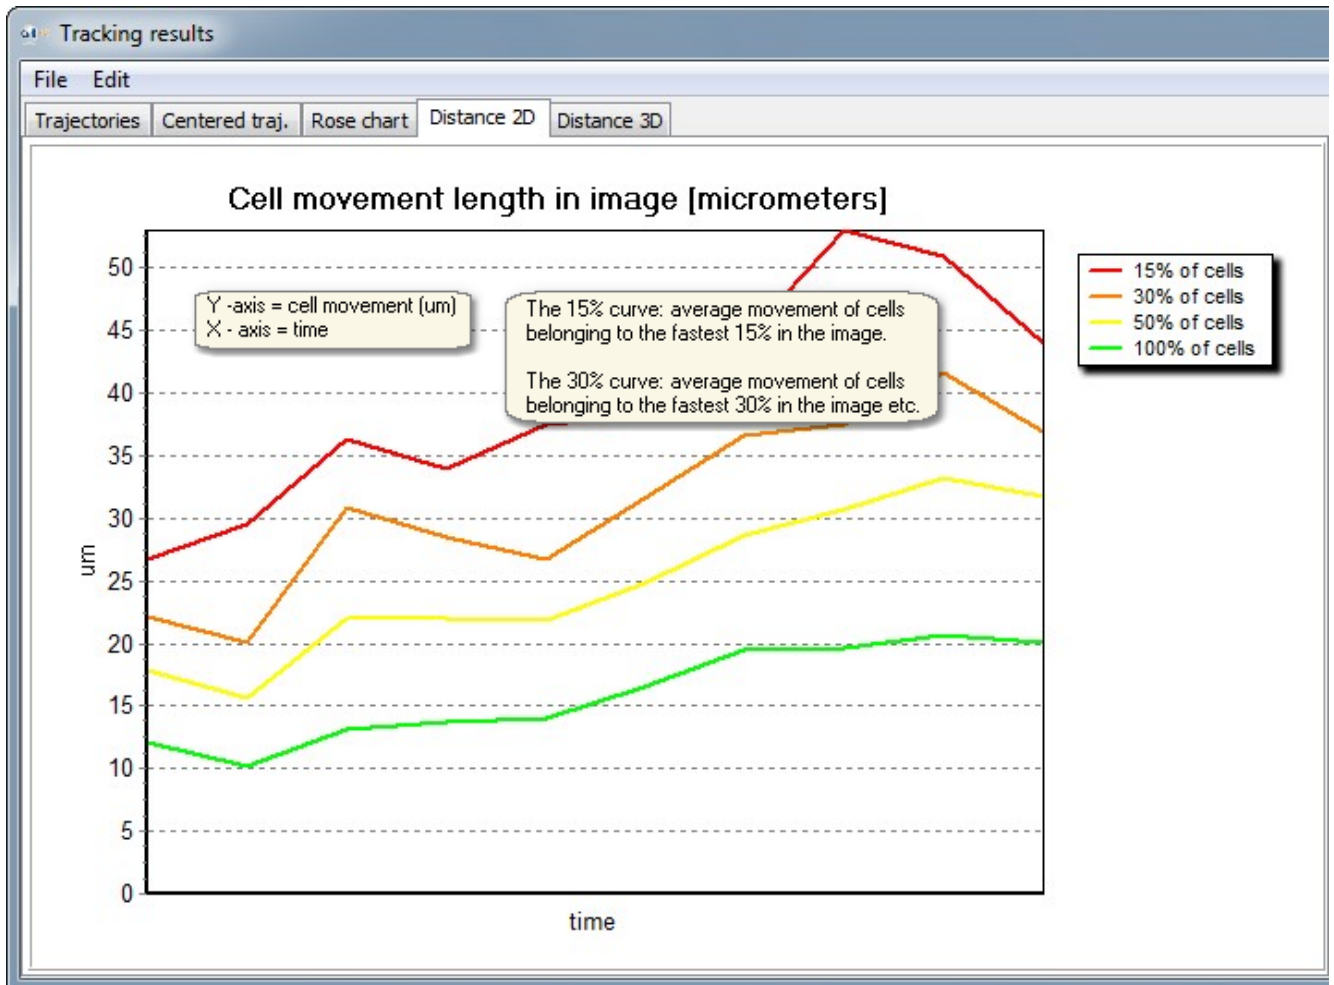 Tracking results
File Edit
Trajectories Centered traj. Rose chart Distance 2D Distance 3D
Cell movement length in image [micrometers]
50
45
40
35
30
25
20
15
10
5
0
um
Y -axis = cell movement (um)
X - axis = time
The 15% curve: average movement of cells
belonging to the fastest 15% in the image.
The 30% curve: average movement of cells
belonging to the fastest 30% in the image etc.
15% of cells
30% of cells
50% of cells
100% of cells
time